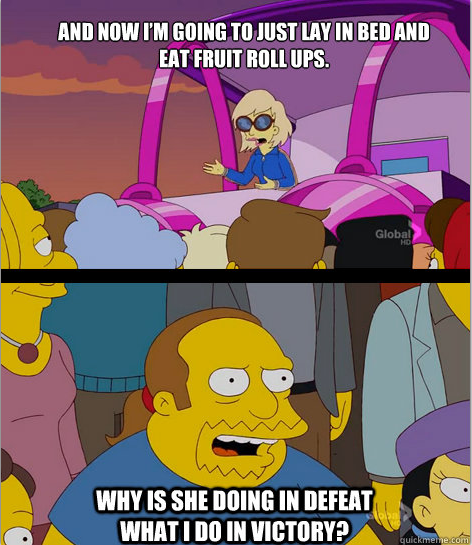 AND NOW I'M GOING TO JUST LAY IN BED AND
EAT FRUIT ROLL UPS.
Global
HD
WHY IS SHE DOING IN DEFEAT
WHAT I DO IN VICTORY?
quickmeme.com